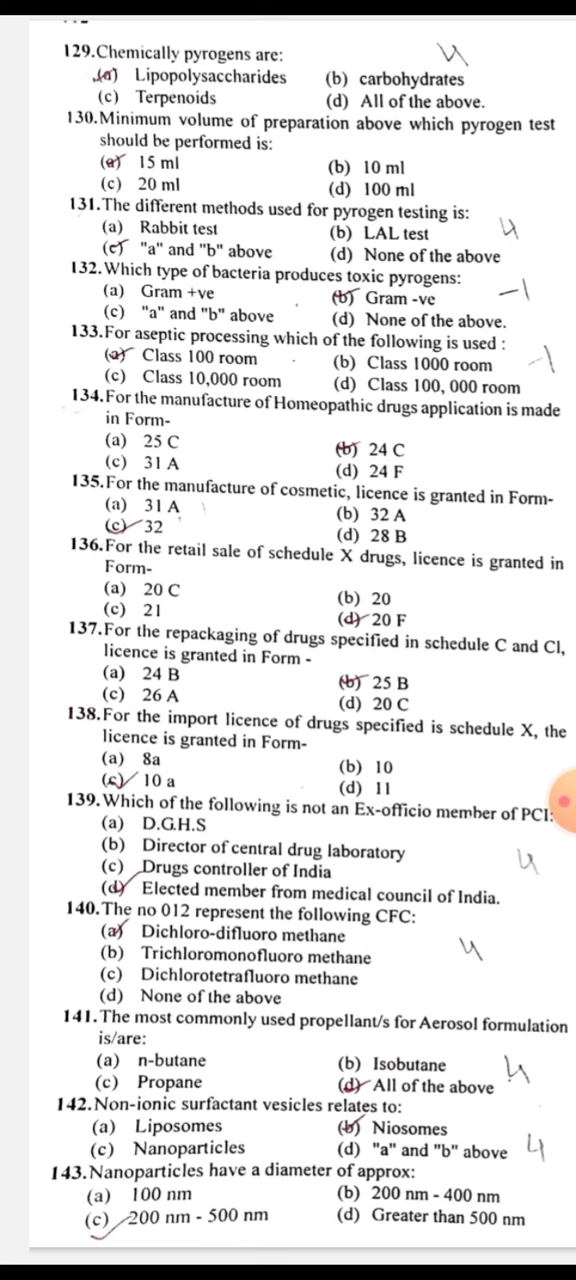 129.Chemically pyrogens are:
(a) Lipopolysaccharides (b) carbohydrates
(c) Terpenoids (d) All of the above.
130.Minimum volume of preparation above which pyrogen test
should be performed is:
(a) 15 ml (b) 10 ml
(c) 20 ml (d) 100 ml
131.The different methods used for pyrogen testing is:
(a) Rabbit test (b) LAL test
(c) "a" and "b" above (d) None of the above
132.Which type of bacteria produces toxic pyrogens:
(a) Gram +ve (b) Gram -ve
(c) "a" and "b" above (d) None of the above.
-1
133.For aseptic processing which of the following is used :
(a) Class 100 room (b) Class 1000 room
(c) Class 10,000 room (d) Class 100, 000 room
-1
134.For the manufacture of Homeopathic drugs application is made
in Form-
(a) 25 C (b) 24 C
(c) 31 A (d) 24 F
135.For the manufacture of cosmetic, licence is granted in Form-
(a) 31 A (b) 32 A
(c) 32 (d) 28 B
136.For the retail sale of schedule X drugs, licence is granted in
Form-
(a) 20 C (b) 20
(c) 21 (d) 20 F
137.For the repackaging of drugs specified in schedule C and Cl,
licence is granted in Form -
(a) 24 B (b) 25 B
(c) 26 A (d) 20 C
138.For the import licence of drugs specified is schedule X, the
licence is granted in Form-
(a) 8a (b) 10
(c) 10 a (d) 11
139.Which of the following is not an Ex-officio member of PCI:
(a) D.G.H.S
(b) Director of central drug laboratory
(c) Drugs controller of India
(d) Elected member from medical council of India.
140.The no 012 represent the following CFC:
(a) Dichloro-difluoro methane
(b) Trichloromonofluoro methane
(c) Dichlorotetrafluoro methane
(d) None of the above
141.The most commonly used propellant/s for Aerosol formulation
is/are:
(a) n-butane (b) Isobutane
(c) Propane (d) All of the above
142.Non-ionic surfactant vesicles relates to:
(a) Liposomes (b) Niosomes
(c) Nanoparticles (d) "a" and "b" above
143.Nanoparticles have a diameter of approx:
(a) 100 nm (b) 200 nm - 400 nm
(c) 200 nm - 500 nm (d) Greater than 500 nm